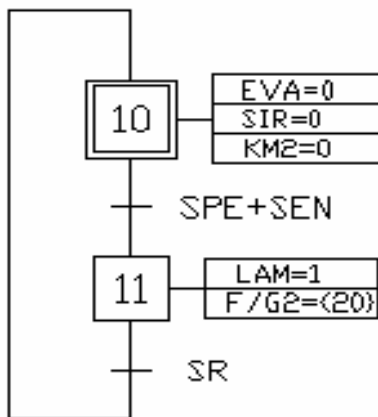 10
EVA=0
SIR=0
KM2=0
SPE+SEN
11
LAM=1
F/G2={20}
SR